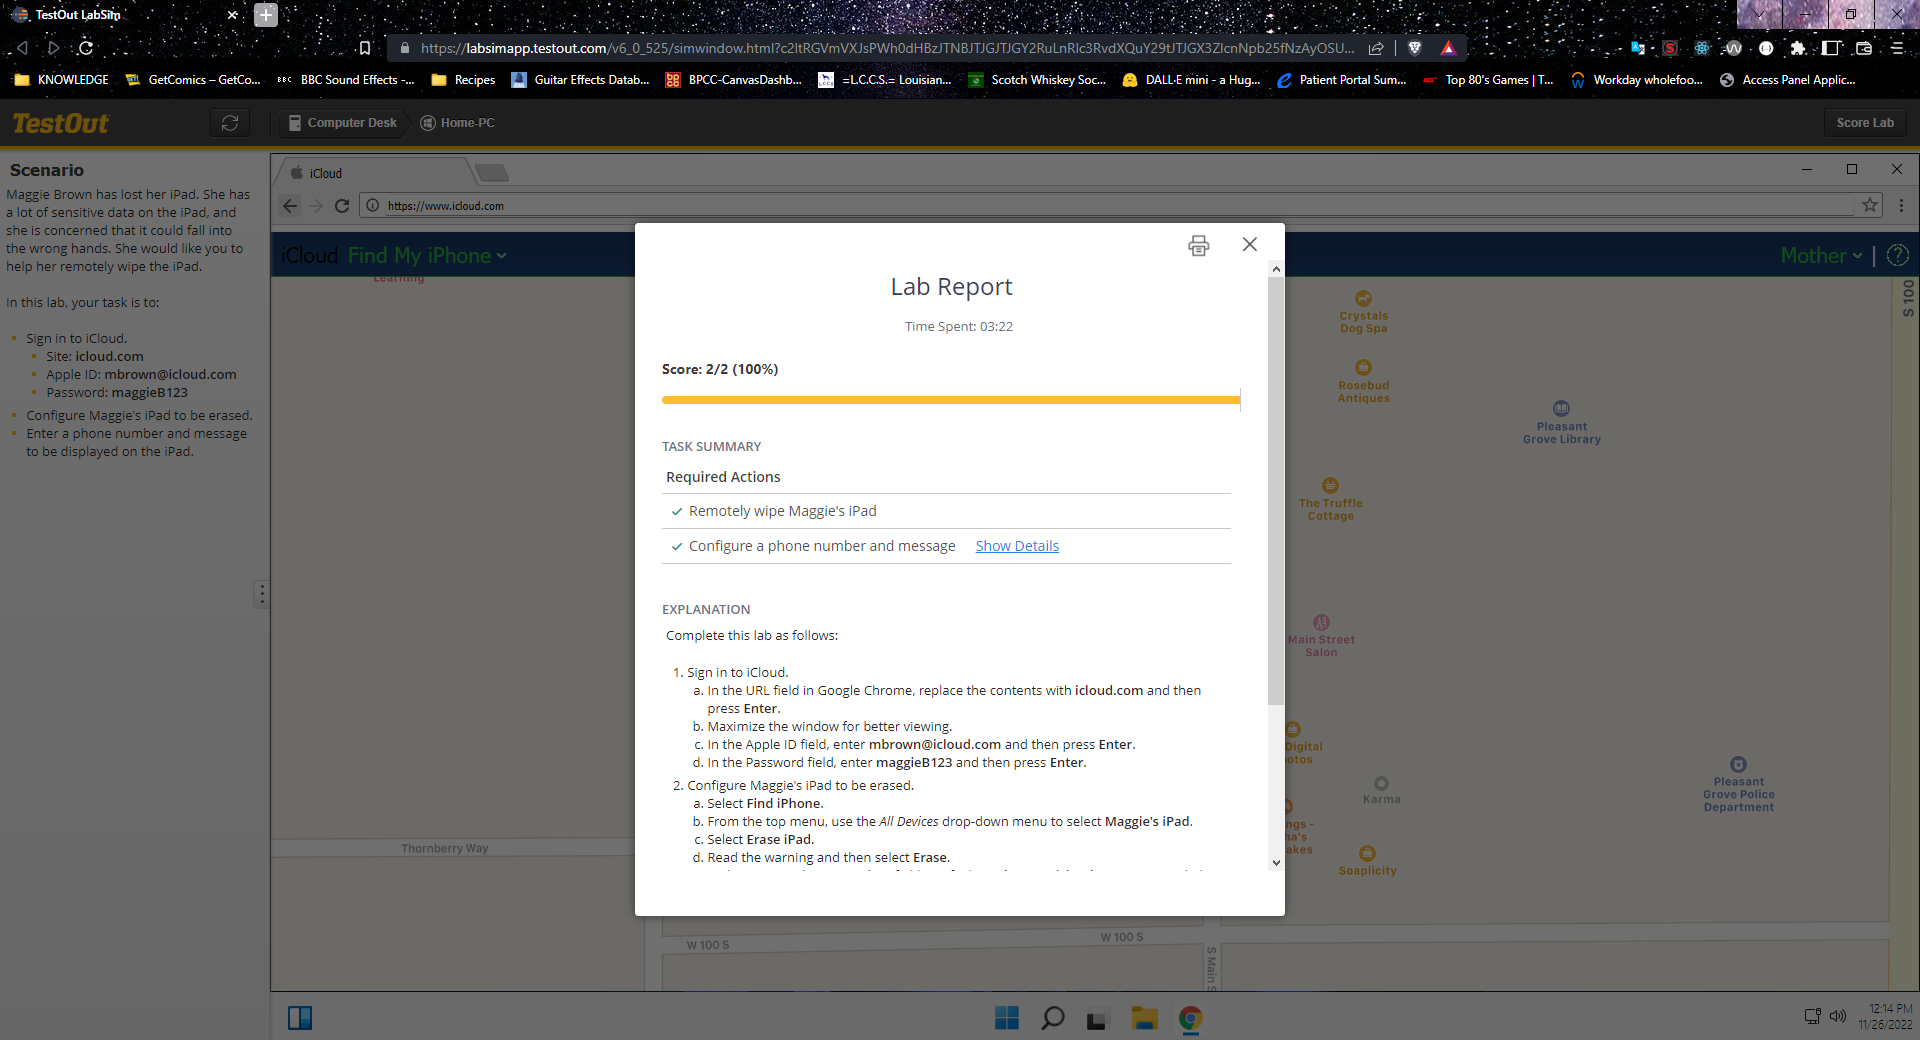 TestOut LabSim
https://labsimapp.testout.com/v6_0_525/simwindow.html?
KNOWLEDGE
GetComics – GetCo...
BBC BBC Sound Effects -...
Recipes
Guitar Effects Datab...
BPCC-CanvasDashb...
=L.C.C.S.= Louisian...
Scotch Whiskey Soc...
DALL·E mini - a Hug...
Patient Portal Sum...
Top 80's Games | T...
Workday wholefoo...
Access Panel Applic...
TestOut
Computer Desk
Home-PC
Score Lab
Scenario
Maggie Brown has lost her iPad. She has
a lot of sensitive data on the iPad, and
she is concerned that it could fall into
the wrong hands. She would like you to
help her remotely wipe the iPad.
In this lab, your task is to:
Sign in to iCloud.
Site: icloud.com
Apple ID: mbrown@icloud.com
Password: maggieB123
Configure Maggie's iPad to be erased.
Enter a phone number and message
to be displayed on the iPad.
iCloud
https://www.icloud.com
iCloud Find My iPhone
Mother | ?
Learning
Lab Report
Time Spent: 03:22
Score: 2/2 (100%)
TASK SUMMARY
Required Actions
Remotely wipe Maggie's iPad
Configure a phone number and message Show Details
EXPLANATION
Complete this lab as follows:
1. Sign in to iCloud.
a. In the URL field in Google Chrome, replace the contents with icloud.com and then
press Enter.
b. Maximize the window for better viewing.
c. In the Apple ID field, enter mbrown@icloud.com and then press Enter.
d. In the Password field, enter maggieB123 and then press Enter.
2. Configure Maggie's iPad to be erased.
a. Select Find iPhone.
b. From the top menu, use the All Devices drop-down menu to select Maggie's iPad.
c. Select Erase iPad.
d. Read the warning and then select Erase.
Crystals
Dog Spa
S 100
Rosebud
Antiques
Pleasant
Grove Library
The Truffle
Cottage
Main Street
Salon
Digital
otos
Karma
Pleasant
Grove Police
Department
ngs -
na's
akes
Soaplicity
Thornberry Way
W 100 S
W 100 S
S Main S
12:14 PM
11/26/2022